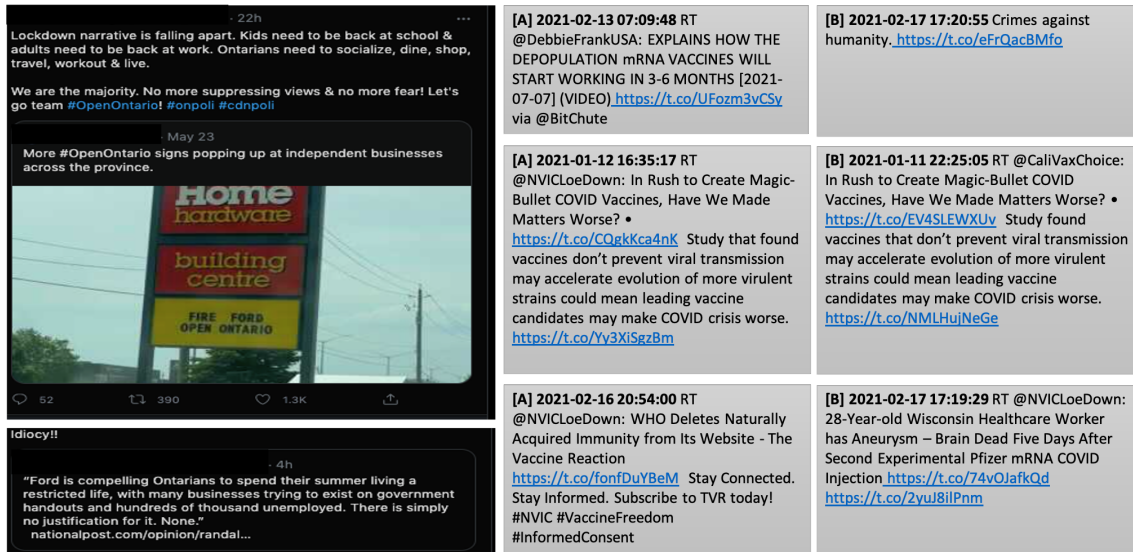 · 22h
Lockdown narrative is falling apart. Kids need to be back at school &
adults need to be back at work. Ontarians need to socialize, dine, shop,
travel, workout & live.
We are the majority. No more suppressing views & no more fear! Let's
go team #OpenOntario! #onpoli #cdnpoli
· May 23
More #OpenOntario signs popping up at independent businesses
across the province.
Home
hardware
building
centre
FIRE FORD
OPEN ONTARIO
52 390 1.3K
Idiocy!!
· 4h
“Ford is compelling Ontarians to spend their summer living a
restricted life, with many businesses trying to exist on government
handouts and hundreds of thousand unemployed. There is simply
no justification for it. None.”
nationalpost.com/opinion/randal...
[A] 2021-02-13 07:09:48 RT
@DebbieFrankUSA: EXPLAINS HOW THE
DEPOPULATION mRNA VACCINES WILL
START WORKING IN 3-6 MONTHS [2021-
07-07] (VIDEO) https://t.co/UFozm3vCSy
via @BitChute
[B] 2021-02-17 17:20:55 Crimes against
humanity. https://t.co/eFrQacBMfo
[A] 2021-01-12 16:35:17 RT
@NVICLoeDown: In Rush to Create Magic-
Bullet COVID Vaccines, Have We Made
Matters Worse? •
https://t.co/CQgkKca4nK Study that found
vaccines don’t prevent viral transmission
may accelerate evolution of more virulent
strains could mean leading vaccine
candidates may make COVID crisis worse.
https://t.co/Yy3XiSgzBm
[B] 2021-01-11 22:25:05 RT @CaliVaxChoice:
In Rush to Create Magic-Bullet COVID
Vaccines, Have We Made Matters Worse? •
https://t.co/EV4SLEWXUv Study found
vaccines that don’t prevent viral transmission
may accelerate evolution of more virulent
strains could mean leading vaccine
candidates may make COVID crisis worse.
https://t.co/NMLHujNeGe
[A] 2021-02-16 20:54:00 RT
@NVICLoeDown: WHO Deletes Naturally
Acquired Immunity from Its Website - The
Vaccine Reaction
https://t.co/fonfDuYBeM Stay Connected.
Stay Informed. Subscribe to TVR today!
#NVIC #VaccineFreedom
#InformedConsent
[B] 2021-02-17 17:19:29 RT @NVICLoeDown:
28-Year-old Wisconsin Healthcare Worker
has Aneurysm – Brain Dead Five Days After
Second Experimental Pfizer mRNA COVID
Injection https://t.co/74vOJafkQd
https://t.co/2yuJ8ilPnm